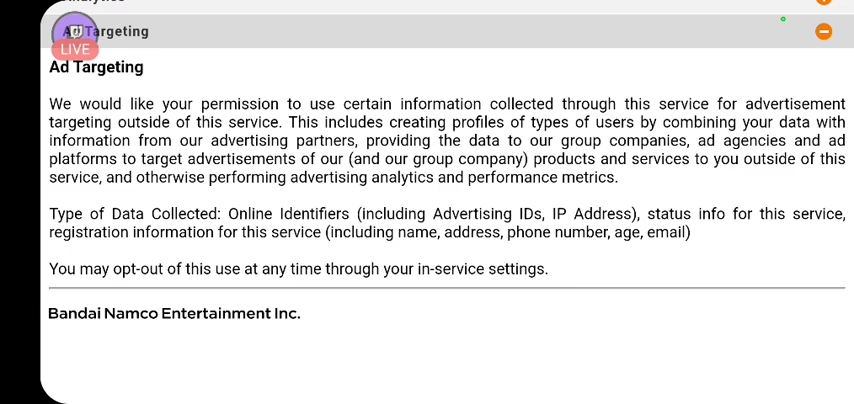 Analytics
Ad Targeting
LIVE
Ad Targeting
We would like your permission to use certain information collected through this service for advertisement
targeting outside of this service. This includes creating profiles of types of users by combining your data with
information from our advertising partners, providing the data to our group companies, ad agencies and ad
platforms to target advertisements of our (and our group company) products and services to you outside of this
service, and otherwise performing advertising analytics and performance metrics.
Type of Data Collected: Online Identifiers (including Advertising IDs, IP Address), status info for this service,
registration information for this service (including name, address, phone number, age, email)
You may opt-out of this use at any time through your in-service settings.
Bandai Namco Entertainment Inc.